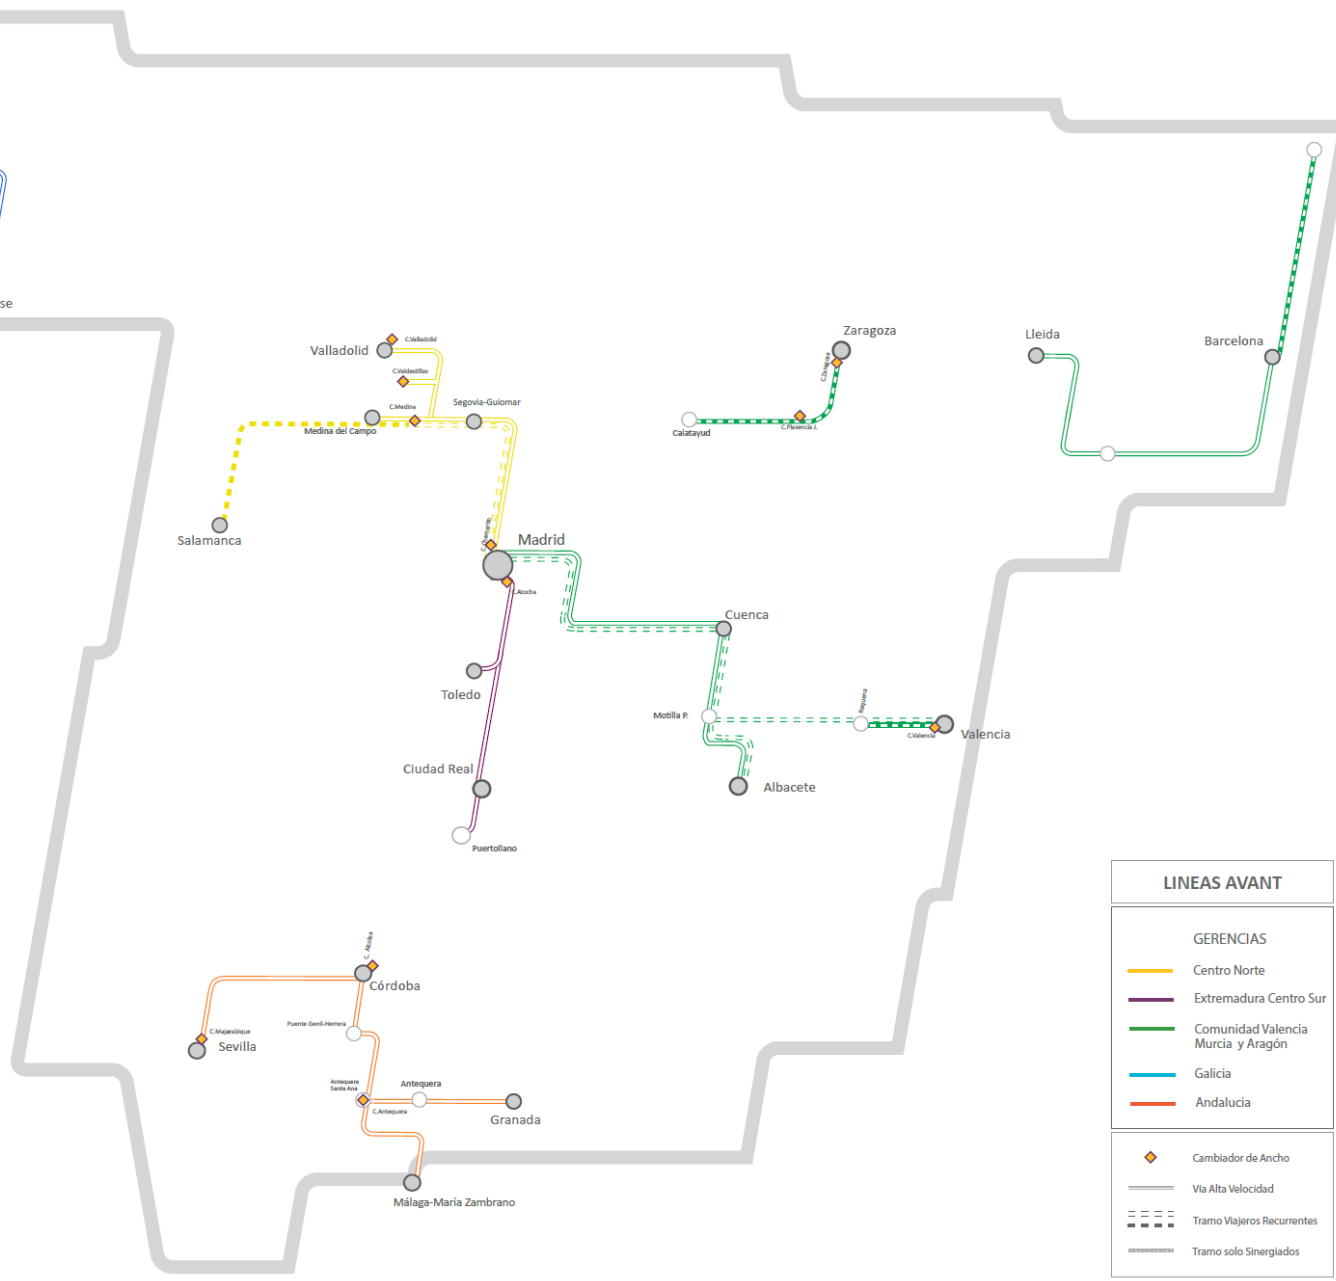 se
Valladolid
C.Valladolid
C.Valdestillas
C.Medina
Segovia-Guiomar
Medina del Campo
Salamanca
C.Chamartín
Madrid
C.Atocha
Zaragoza
C.Zaragoza
Calatayud
C.Plasencia J.
Lleida
Barcelona
Cuenca
Toledo
Motilla P.
Requena
C.Valencia
Valencia
Ciudad Real
Albacete
Puertollano
C. Alcolea
Córdoba
C.Majarabique
Sevilla
Puente Genil-Herrera
Antequera
Santa Ana
Antequera
C.Antequera
Granada
Málaga-María Zambrano
LINEAS AVANT
GERENCIAS
Centro Norte
Extremadura Centro Sur
Comunidad Valencia
Murcia y Aragón
Galicia
Andalucia
Cambiador de Ancho
Vía Alta Velocidad
Tramo Viajeros Recurrentes
Tramo solo Sinergiados